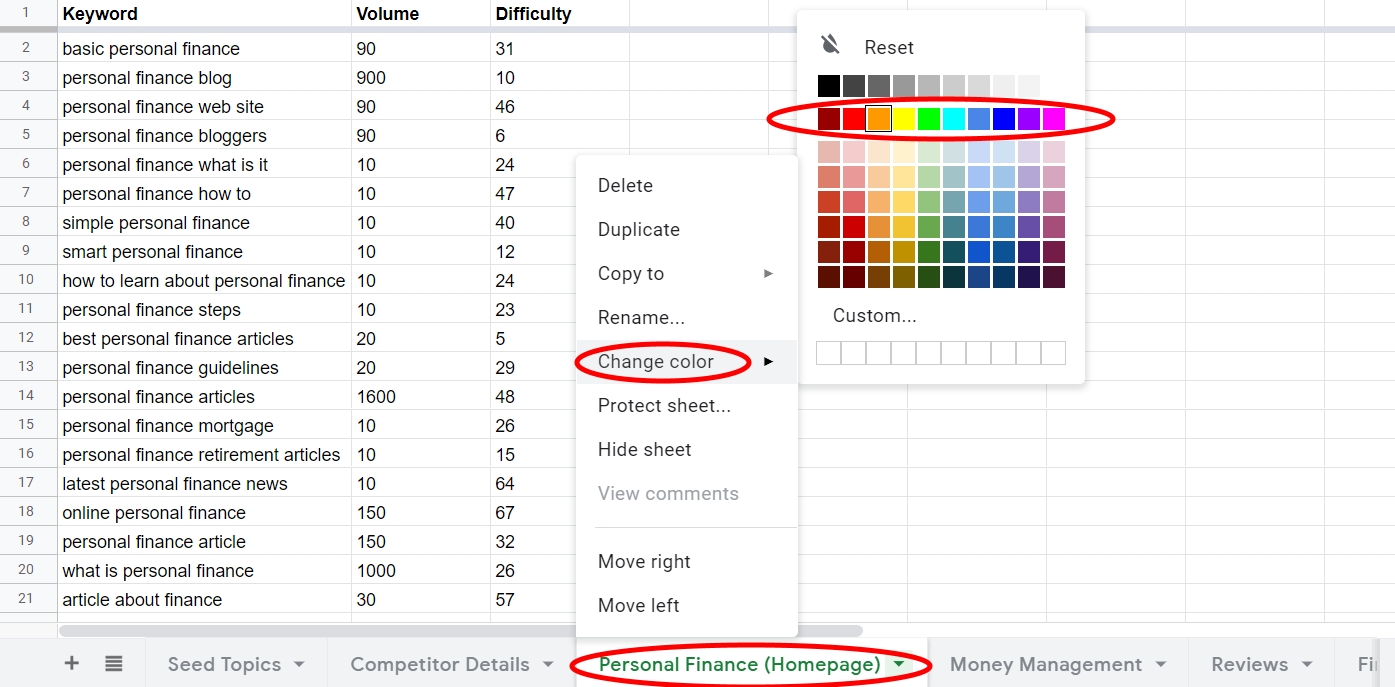 1 Keyword Volume Difficulty
2 basic personal finance 90 31
3 personal finance blog 900 10
4 personal finance web site 90 46
5 personal finance bloggers 90 6
6 personal finance what is it 10 24
7 personal finance how to 10 47
8 simple personal finance 10 40
9 smart personal finance 10 12
10 how to learn about personal finance 10 24
11 personal finance steps 10 23
12 best personal finance articles 20 5
13 personal finance guidelines 20 29
14 personal finance articles 1600 48
15 personal finance mortgage 10 26
16 personal finance retirement articles 10 15
17 latest personal finance news 10 64
18 online personal finance 150 67
19 personal finance article 150 32
20 what is personal finance 1000 26
21 article about finance 30 57
Delete
Duplicate
Copy to
Rename...
Change color
Protect sheet...
Hide sheet
View comments
Move right
Move left
Reset
Custom...
Seed Topics Competitor Details Personal Finance (Homepage) Money Management Reviews